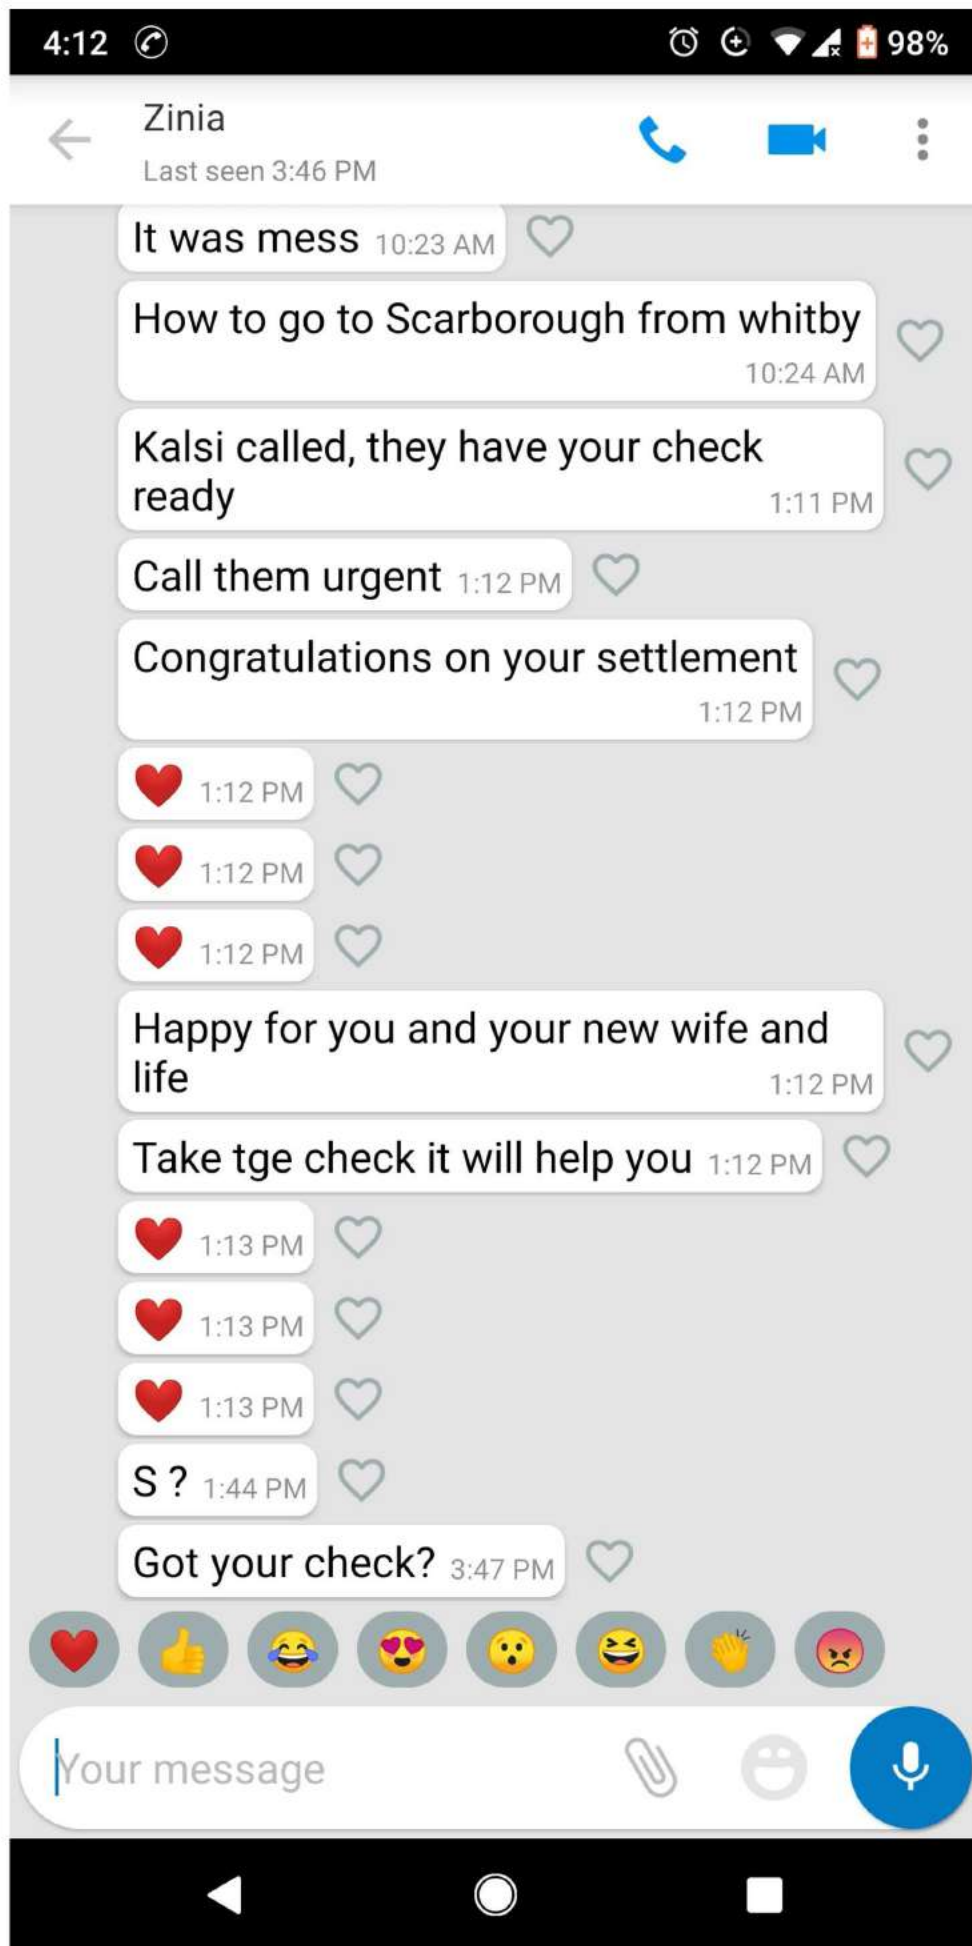 4:12 98%
Zinia
Last seen 3:46 PM
It was mess 10:23 AM
How to go to Scarborough from whitby
10:24 AM
Kalsi called, they have your check
ready 1:11 PM
Call them urgent 1:12 PM
Congratulations on your settlement
1:12 PM
❤️ 1:12 PM
❤️ 1:12 PM
❤️ 1:12 PM
Happy for you and your new wife and
life 1:12 PM
Take tge check it will help you 1:12 PM
❤️ 1:13 PM
❤️ 1:13 PM
❤️ 1:13 PM
S ? 1:44 PM
Got your check? 3:47 PM
Your message